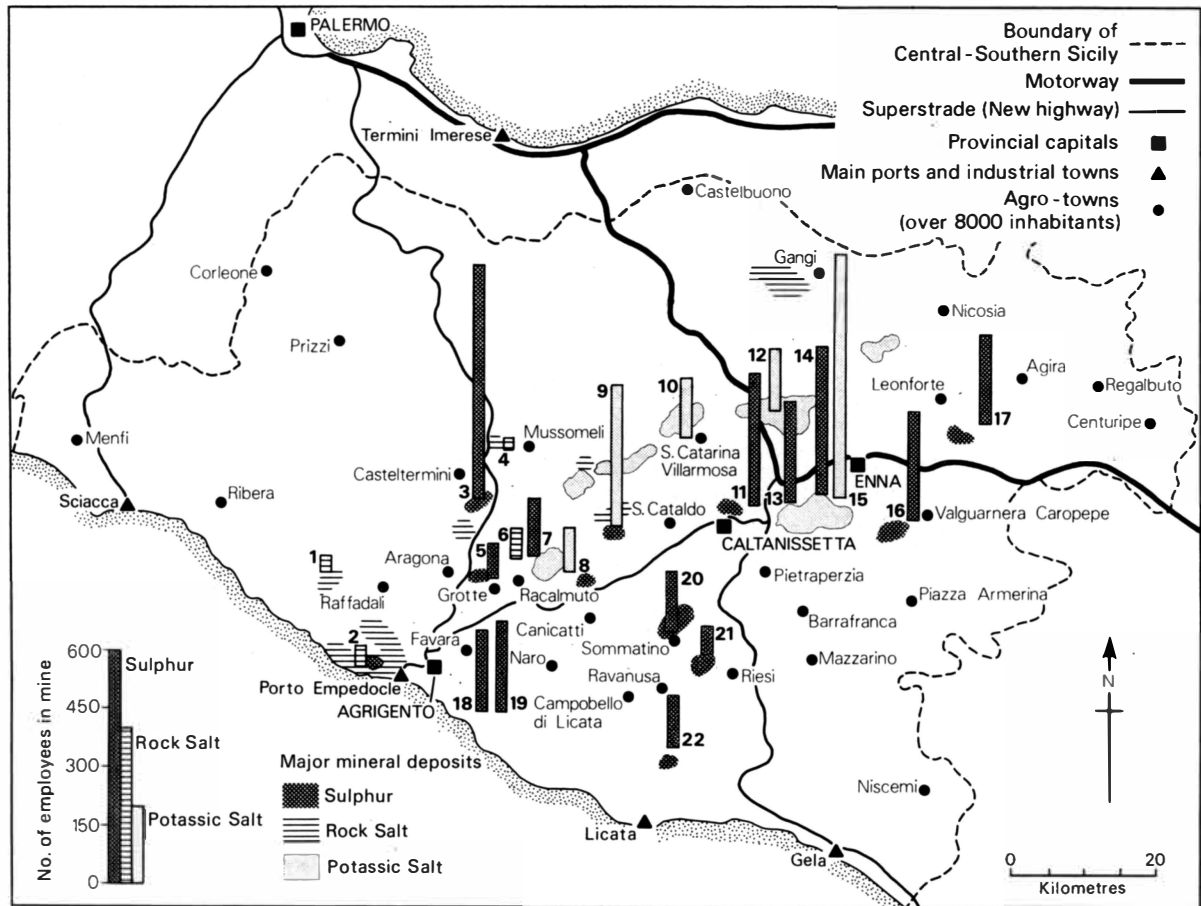 PALERMO
Boundary of
Central-Southern Sicily
Motorway
Superstrade (New highway)
Provincial capitals
Main ports and industrial towns
Agro-towns
(over 8000 inhabitants)
Termini Imerese
Castelbuono
Corleone
Gangi
Nicosia
Prizzi
12
14
Agira
Regalbuto
9
10
Leonforte
17
Centuripe
Menfi
4
Mussomeli
S. Catarina
Villarmosa
Casteltermini
ENNA
3
11
13
15
Sciacca
Ribera
S. Cataldo
16
Valguarnera Caropepe
CALTANISSETTA
1
Aragona
5
6
7
8
Raffadali
Grotte
Racalmuto
20
Pietraperzia
Piazza Armerina
Barrafranca
2
Favara
Canicatti
Sommatino
21
Naro
Mazzarino
Porto Empedocle
AGRIGENTO
18
19
Ravanusa
Riesi
Campobello
di Licata
22
N
Niscemi
Licata
Gela
No. of employees in mine
600
450
300
150
0
Sulphur
Rock Salt
Potassic Salt
Major mineral deposits
Sulphur
Rock Salt
Potassic Salt
0 20
Kilometres